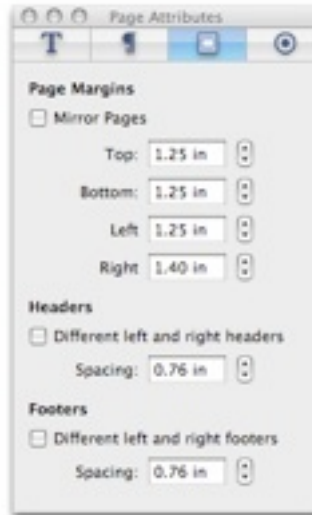 Page Attributes
T ¶
Page Margins
Mirror Pages
Top: 1.25 in
Bottom: 1.25 in
Left 1.25 in
Right 1.40 in
Headers
Different left and right headers
Spacing: 0.76 in
Footers
Different left and right footers
Spacing: 0.76 in